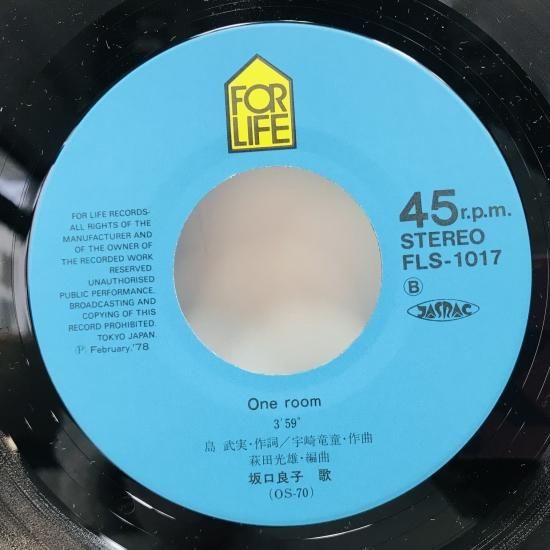 FOR
LIFE
FOR LIFE RECORDS-
ALL RIGHTS OF THE
MANUFACTURER AND
OF THE OWNER OF
THE RECORDED WORK
RESERVED.
UNAUTHORISED
PUBLIC PERFORMANCE.
BROADCASTING AND
COPYING OF THIS
RECORD PROHIBITED.
TOKYO JAPAN.
Ⓟ February.'78
45r.p.m.
STEREO
FLS-1017
Ⓑ
JASRAC
One room
3'59"
島 武実・作詞／宇崎竜童・作曲
萩田光雄・編曲
坂口良子 歌
(OS-70)